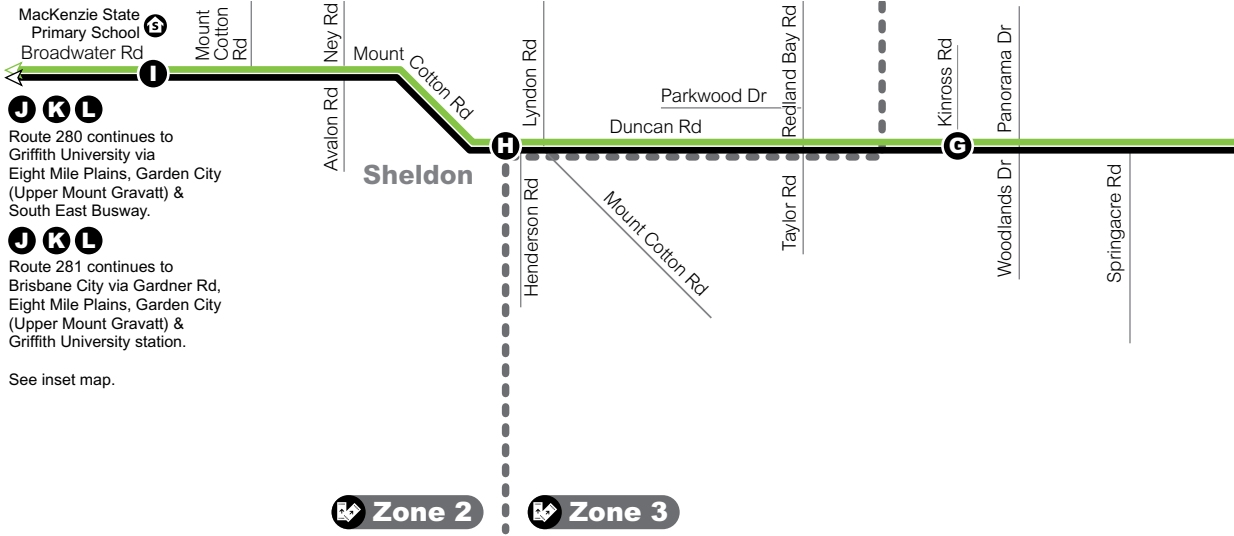 MacKenzie State
Primary School
S
Broadwater Rd
Mount
Cotton
Rd
Ney Rd
Mount
Cotton Rd
Lyndon Rd
Parkwood Dr
Duncan Rd
Redland Bay Rd
Kinross Rd
Panorama Dr
I
H
G
J K L
Route 280 continues to
Griffith University via
Eight Mile Plains, Garden City
(Upper Mount Gravatt) &
South East Busway.
J K L
Route 281 continues to
Brisbane City via Gardner Rd,
Eight Mile Plains, Garden City
(Upper Mount Gravatt) &
Griffith University station.
See inset map.
Avalon Rd
Sheldon
Henderson Rd
Mount Cotton Rd
Taylor Rd
Woodlands Dr
Springacre Rd
Zone 2
Zone 3